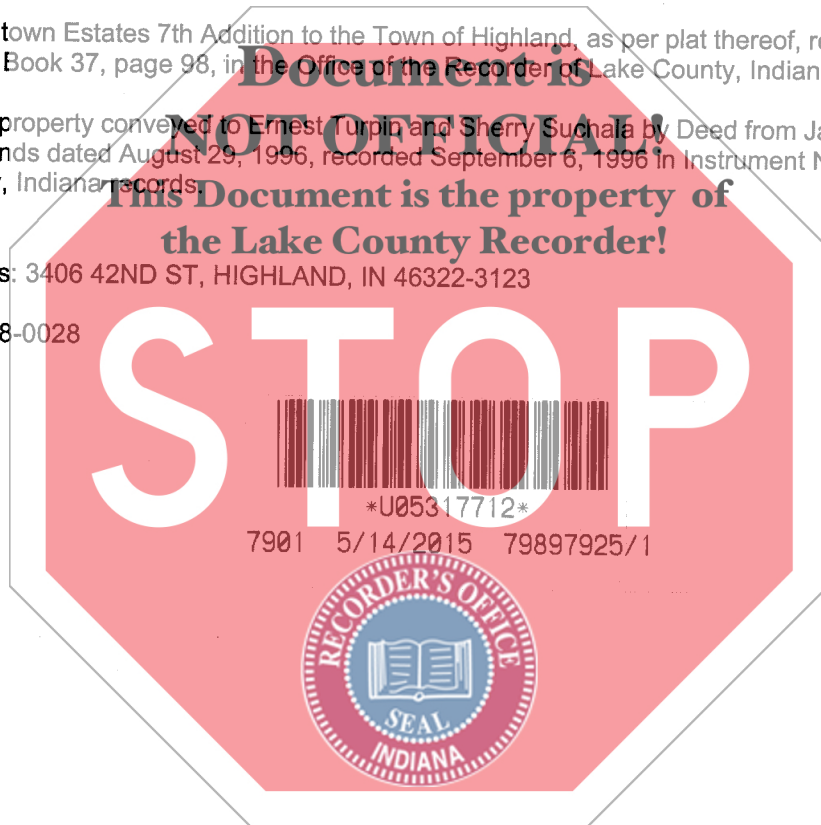 town Estates 7th Addition to the Town of Highland, as per plat thereof, re
Book 37, page 98, in the Office of the Recorder of Lake County, Indian
Document is
property conveyed to Ernest Turpin and Sherry Suchala by Deed from Ja
NOT OFFICIAL!
nds dated August 29, 1996, recorded September 6, 1996 in Instrument N
, Indiana records.
This Document is the property of
the Lake County Recorder!
s: 3406 42ND ST, HIGHLAND, IN 46322-3123
8-0028
STOP
*U05317712*
7901 5/14/2015 79897925/1
RECORDER'S OFFICE
SEAL
INDIANA